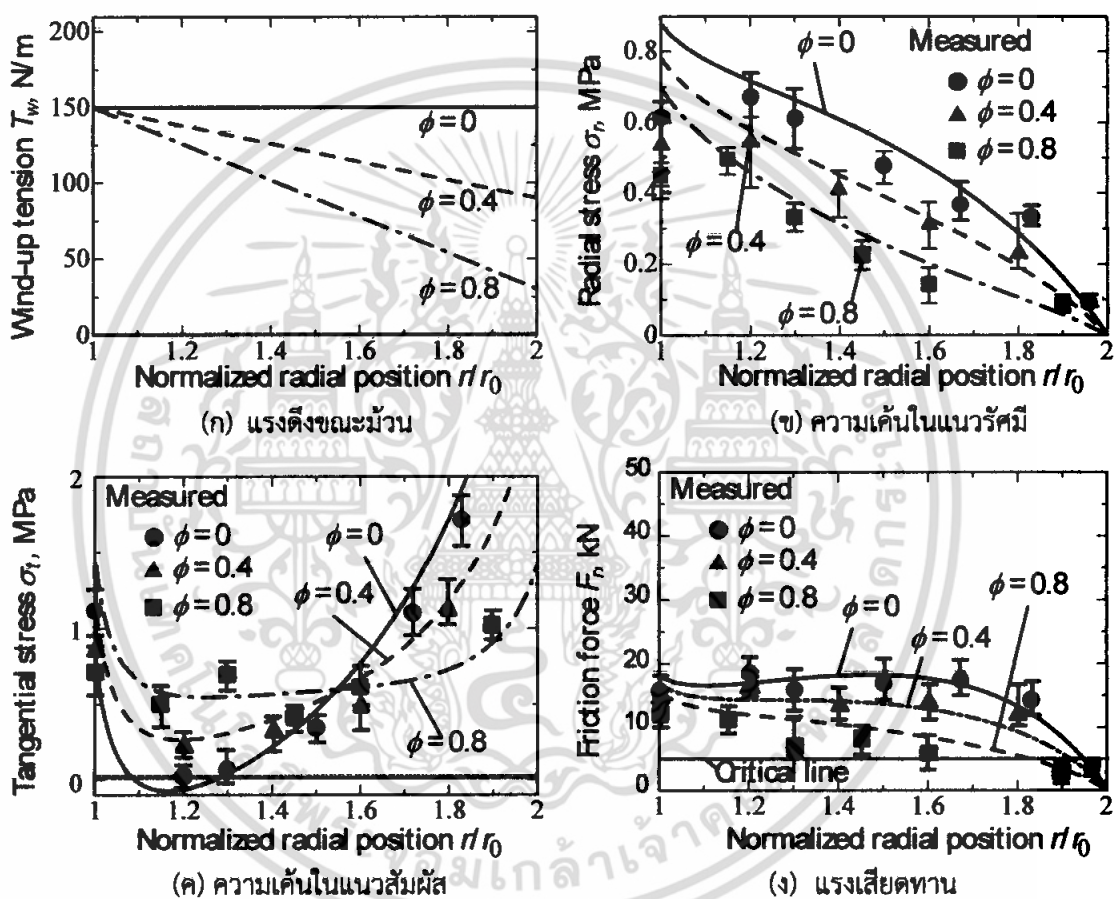 Wind-up tension Tw, N/m
200
150
100
50
0
φ=0
φ=0.4
φ=0.8
1 1.2 1.4 1.6 1.8 2
Normalized radial position r/r0
(ก) แรงดึงขณะม้วน
Radial stress σr, MPa
0.8
0.6
0.4
0.2
0
φ=0
Measured
φ=0
φ=0.4
φ=0.8
φ=0.4
φ=0.8
1 1.2 1.4 1.6 1.8 2
Normalized radial position r/r0
(ข) ความเค้นในแนวรัศมี
Tangential stress σt, MPa
2
1
0
Measured
φ=0
φ=0.4
φ=0.8
φ=0
φ=0.4
φ=0.8
1 1.2 1.4 1.6 1.8 2
Normalized radial position r/r0
(ค) ความเค้นในแนวสัมผัส
Friction force Fr, kN
50
40
30
20
10
0
Measured
φ=0
φ=0.4
φ=0.8
φ=0
φ=0.4
φ=0.8
Critical line
1 1.2 1.4 1.6 1.8 2
Normalized radial position r/r0
(ง) แรงเสียดทาน